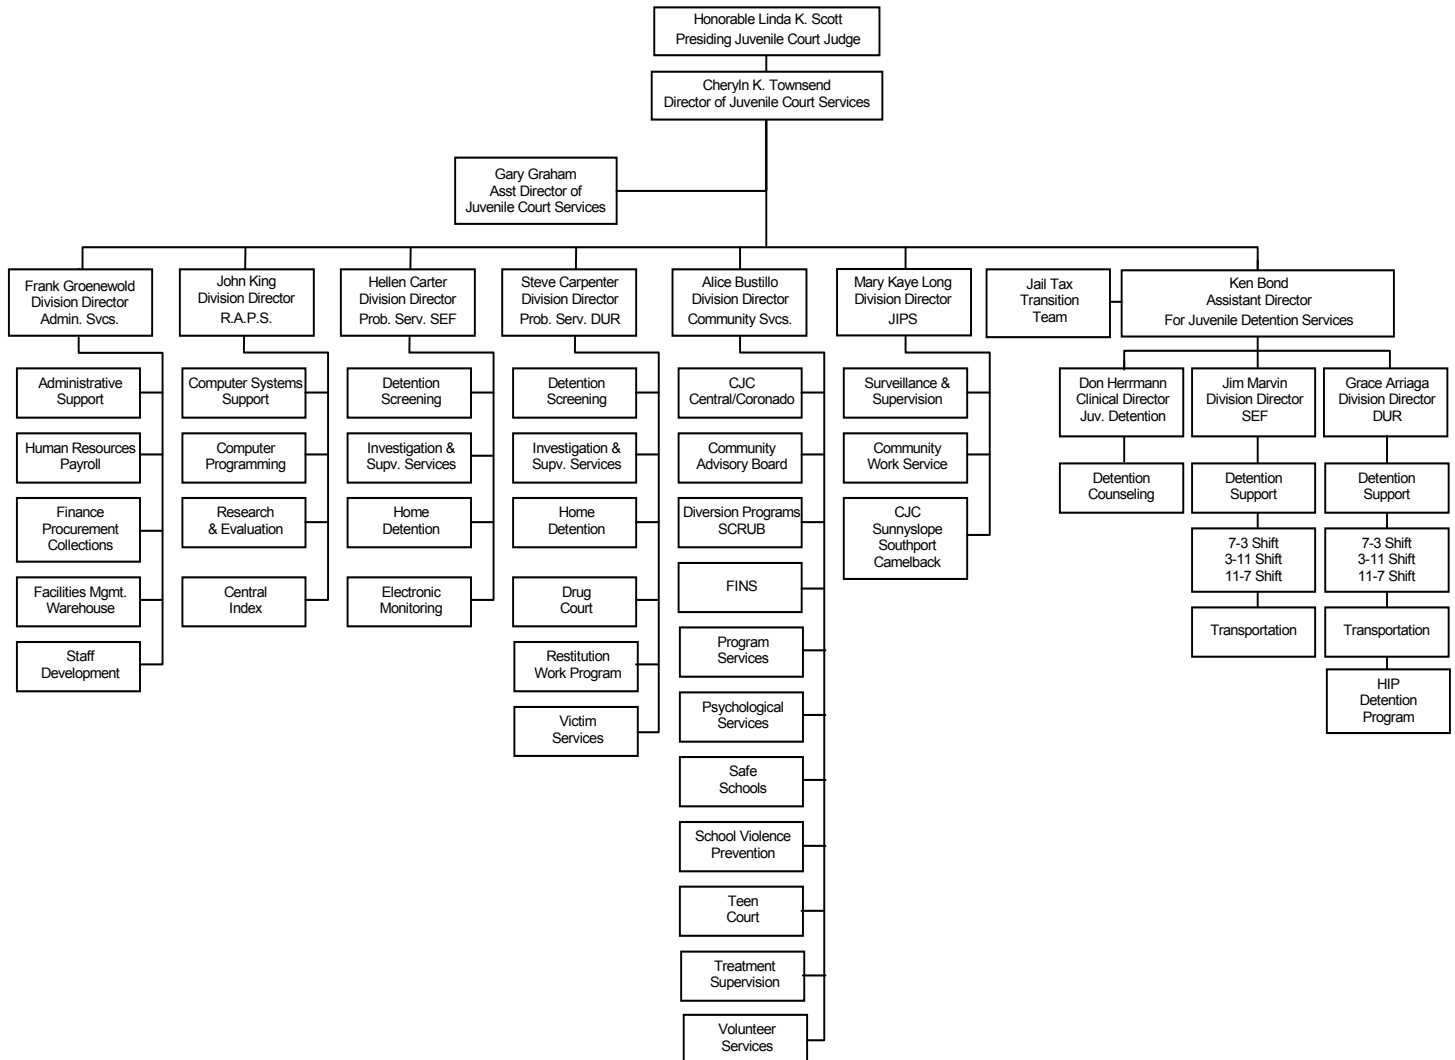 Honorable Linda K. Scott
Presiding Juvenile Court Judge
Cheryln K. Townsend
Director of Juvenile Court Services
Gary Graham
Asst Director of
Juvenile Court Services
Frank Groenewold
Division Director
Admin. Svcs.
Administrative
Support
Human Resources
Payroll
Finance
Procurement
Collections
Facilities Mgmt.
Warehouse
Staff
Development
John King
Division Director
R.A.P.S.
Computer Systems
Support
Computer
Programming
Research
& Evaluation
Central
Index
Hellen Carter
Division Director
Prob. Serv. SEF
Detention
Screening
Investigation &
Supv. Services
Home
Detention
Electronic
Monitoring
Steve Carpenter
Division Director
Prob. Serv. DUR
Detention
Screening
Investigation &
Supv. Services
Home
Detention
Drug
Court
Restitution
Work Program
Victim
Services
Alice Bustillo
Division Director
Community Svcs.
CJC
Central/Coronado
Community
Advisory Board
Diversion Programs
SCRUB
FINS
Program
Services
Psychological
Services
Safe
Schools
School Violence
Prevention
Teen
Court
Treatment
Supervision
Volunteer
Services
Mary Kaye Long
Division Director
JIPS
Surveillance &
Supervision
Community
Work Service
CJC
Sunnyslope
Southport
Camelback
Jail Tax
Transition
Team
Ken Bond
Assistant Director
For Juvenile Detention Services
Don Herrmann
Clinical Director
Juv. Detention
Detention
Counseling
Jim Marvin
Division Director
SEF
Detention
Support
7-3 Shift
3-11 Shift
11-7 Shift
Transportation
Grace Arriaga
Division Director
DUR
Detention
Support
7-3 Shift
3-11 Shift
11-7 Shift
Transportation
HIP
Detention
Program